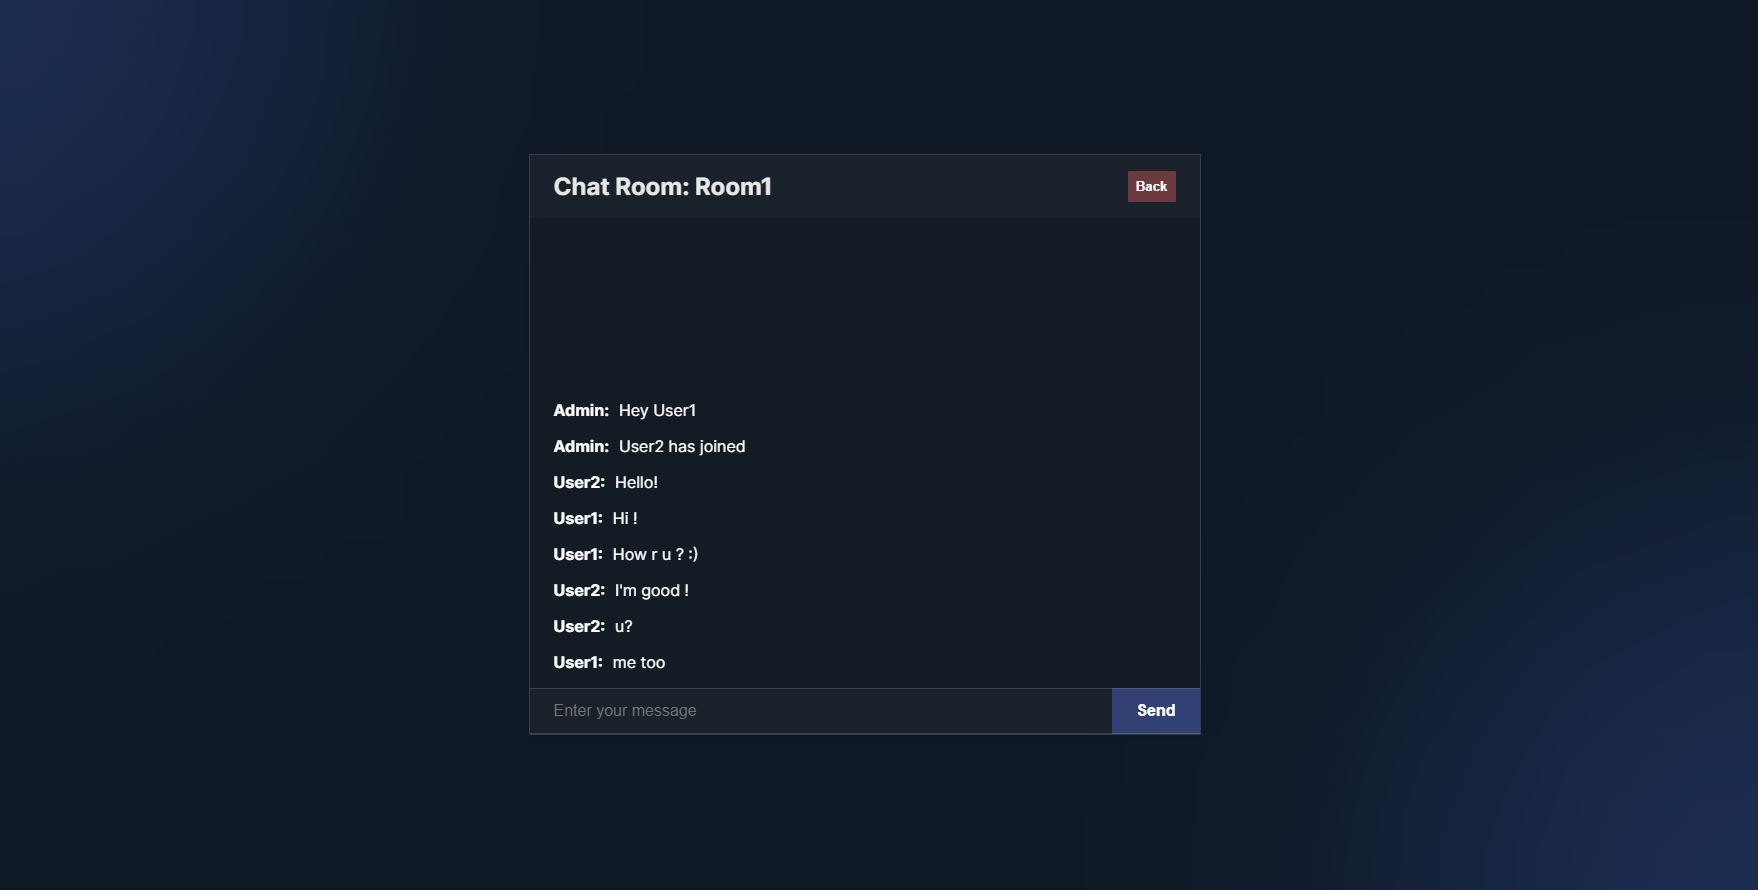 Chat Room: Room1
Back
Admin: Hey User1
Admin: User2 has joined
User2: Hello!
User1: Hi !
User1: How r u ? :)
User2: I'm good !
User2: u?
User1: me too
Enter your message
Send